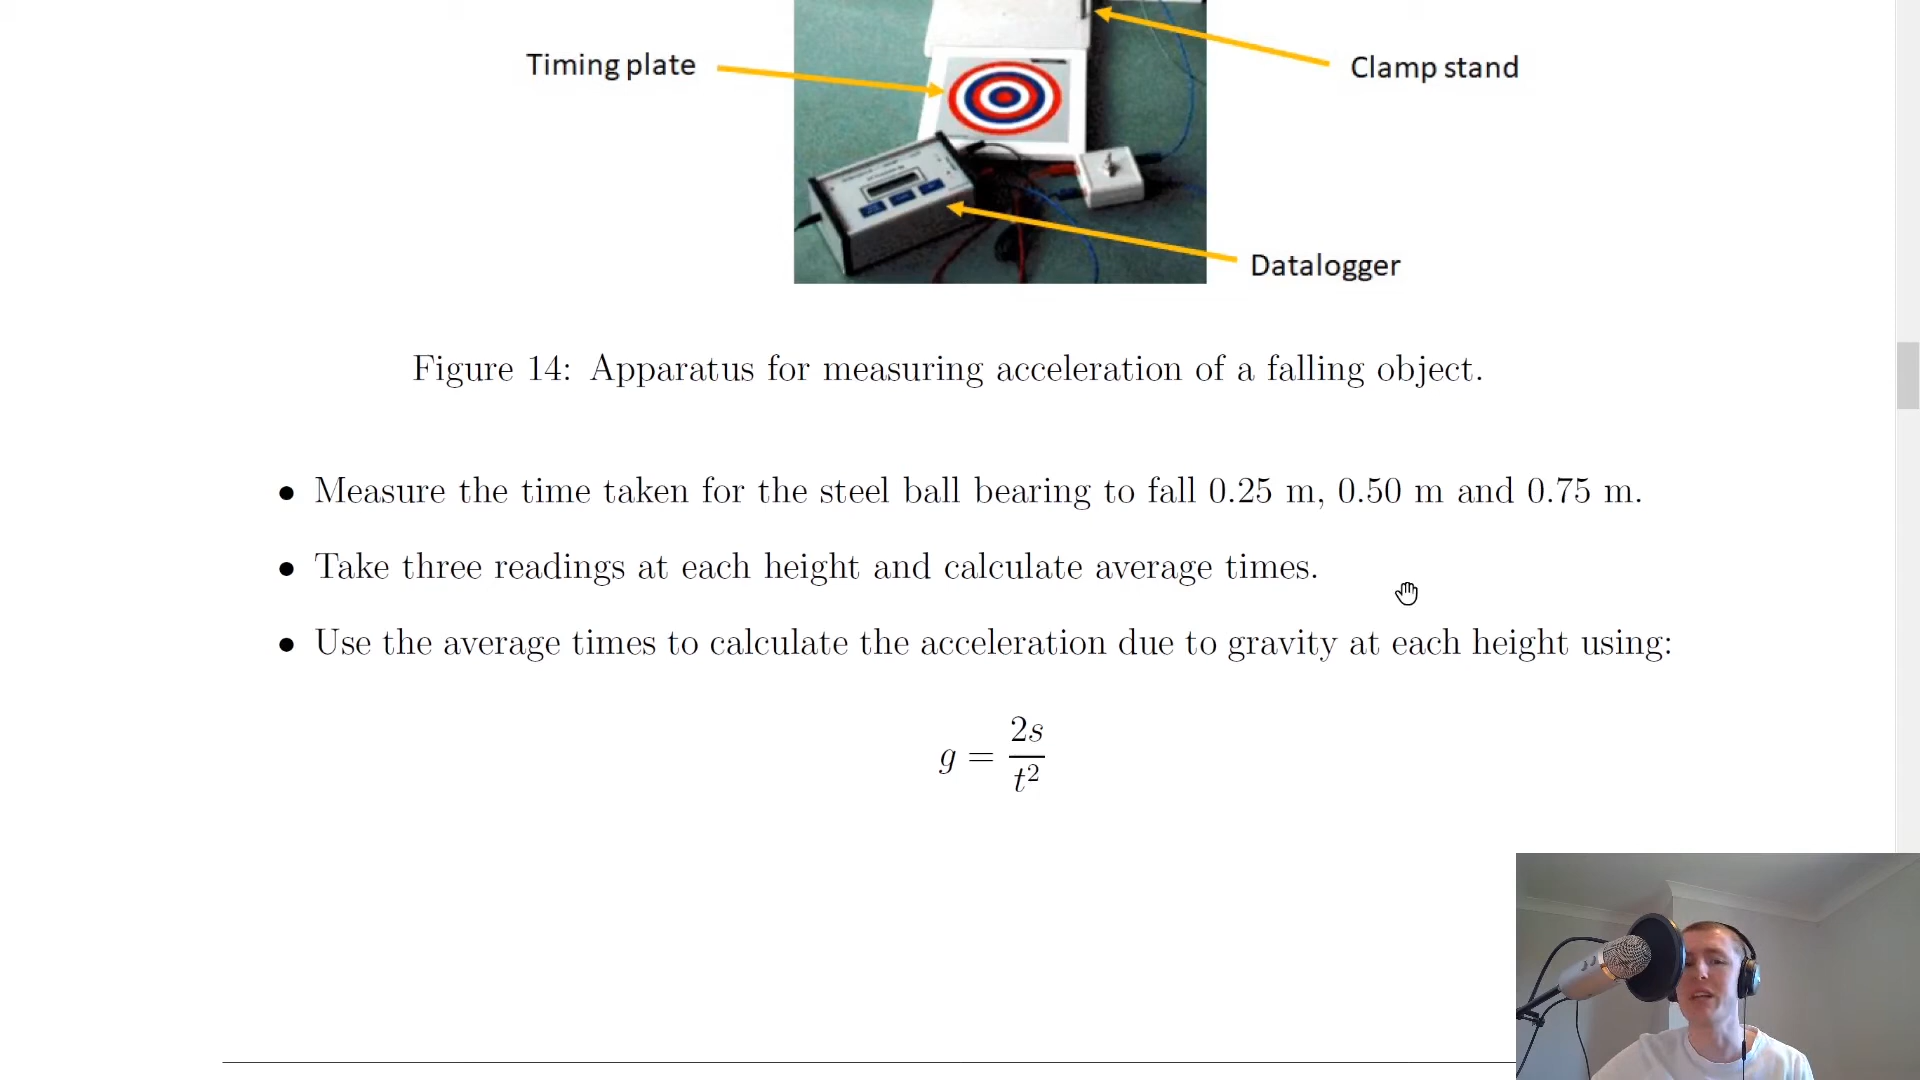 Timing plate
Clamp stand
Datalogger
Figure 14: Apparatus for measuring acceleration of a falling object.
• Measure the time taken for the steel ball bearing to fall 0.25 m, 0.50 m and 0.75 m.
• Take three readings at each height and calculate average times.
• Use the average times to calculate the acceleration due to gravity at each height using:
g = 2s/t²